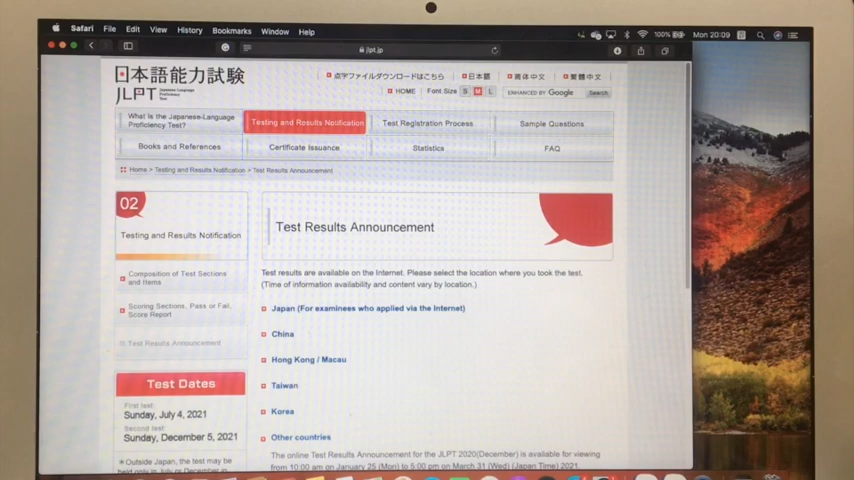 Safari File Edit View History Bookmarks Window Help
100% Mon 20:09
jlpt.jp
日本語能力試験
JLPT Japanese-Language Proficiency Test
点字ファイルダウンロードはこちら 日本語 简体中文 繁體中文
HOME Font Size S M L ENHANCED BY Google Search
What is the Japanese-Language Proficiency Test?
Testing and Results Notification
Test Registration Process
Sample Questions
Books and References
Certificate Issuance
Statistics
FAQ
Home > Testing and Results Notification > Test Results Announcement
02
Testing and Results Notification
Composition of Test Sections
and Items
Scoring Sections, Pass or Fail,
Score Report
Test Results Announcement
Test Dates
First test:
Sunday, July 4, 2021
Second test:
Sunday, December 5, 2021
※Outside Japan, the test may be
held only in July or December in
Test Results Announcement
Test results are available on the Internet. Please select the location where you took the test.
(Time of information availability and content vary by location.)
Japan (For examinees who applied via the Internet)
China
Hong Kong / Macau
Taiwan
Korea
Other countries
The online Test Results Announcement for the JLPT 2020(December) is available for viewing
from 10:00 am on January 25 (Mon) to 5:00 pm on March 31 (Wed) (Japan Time) 2021.